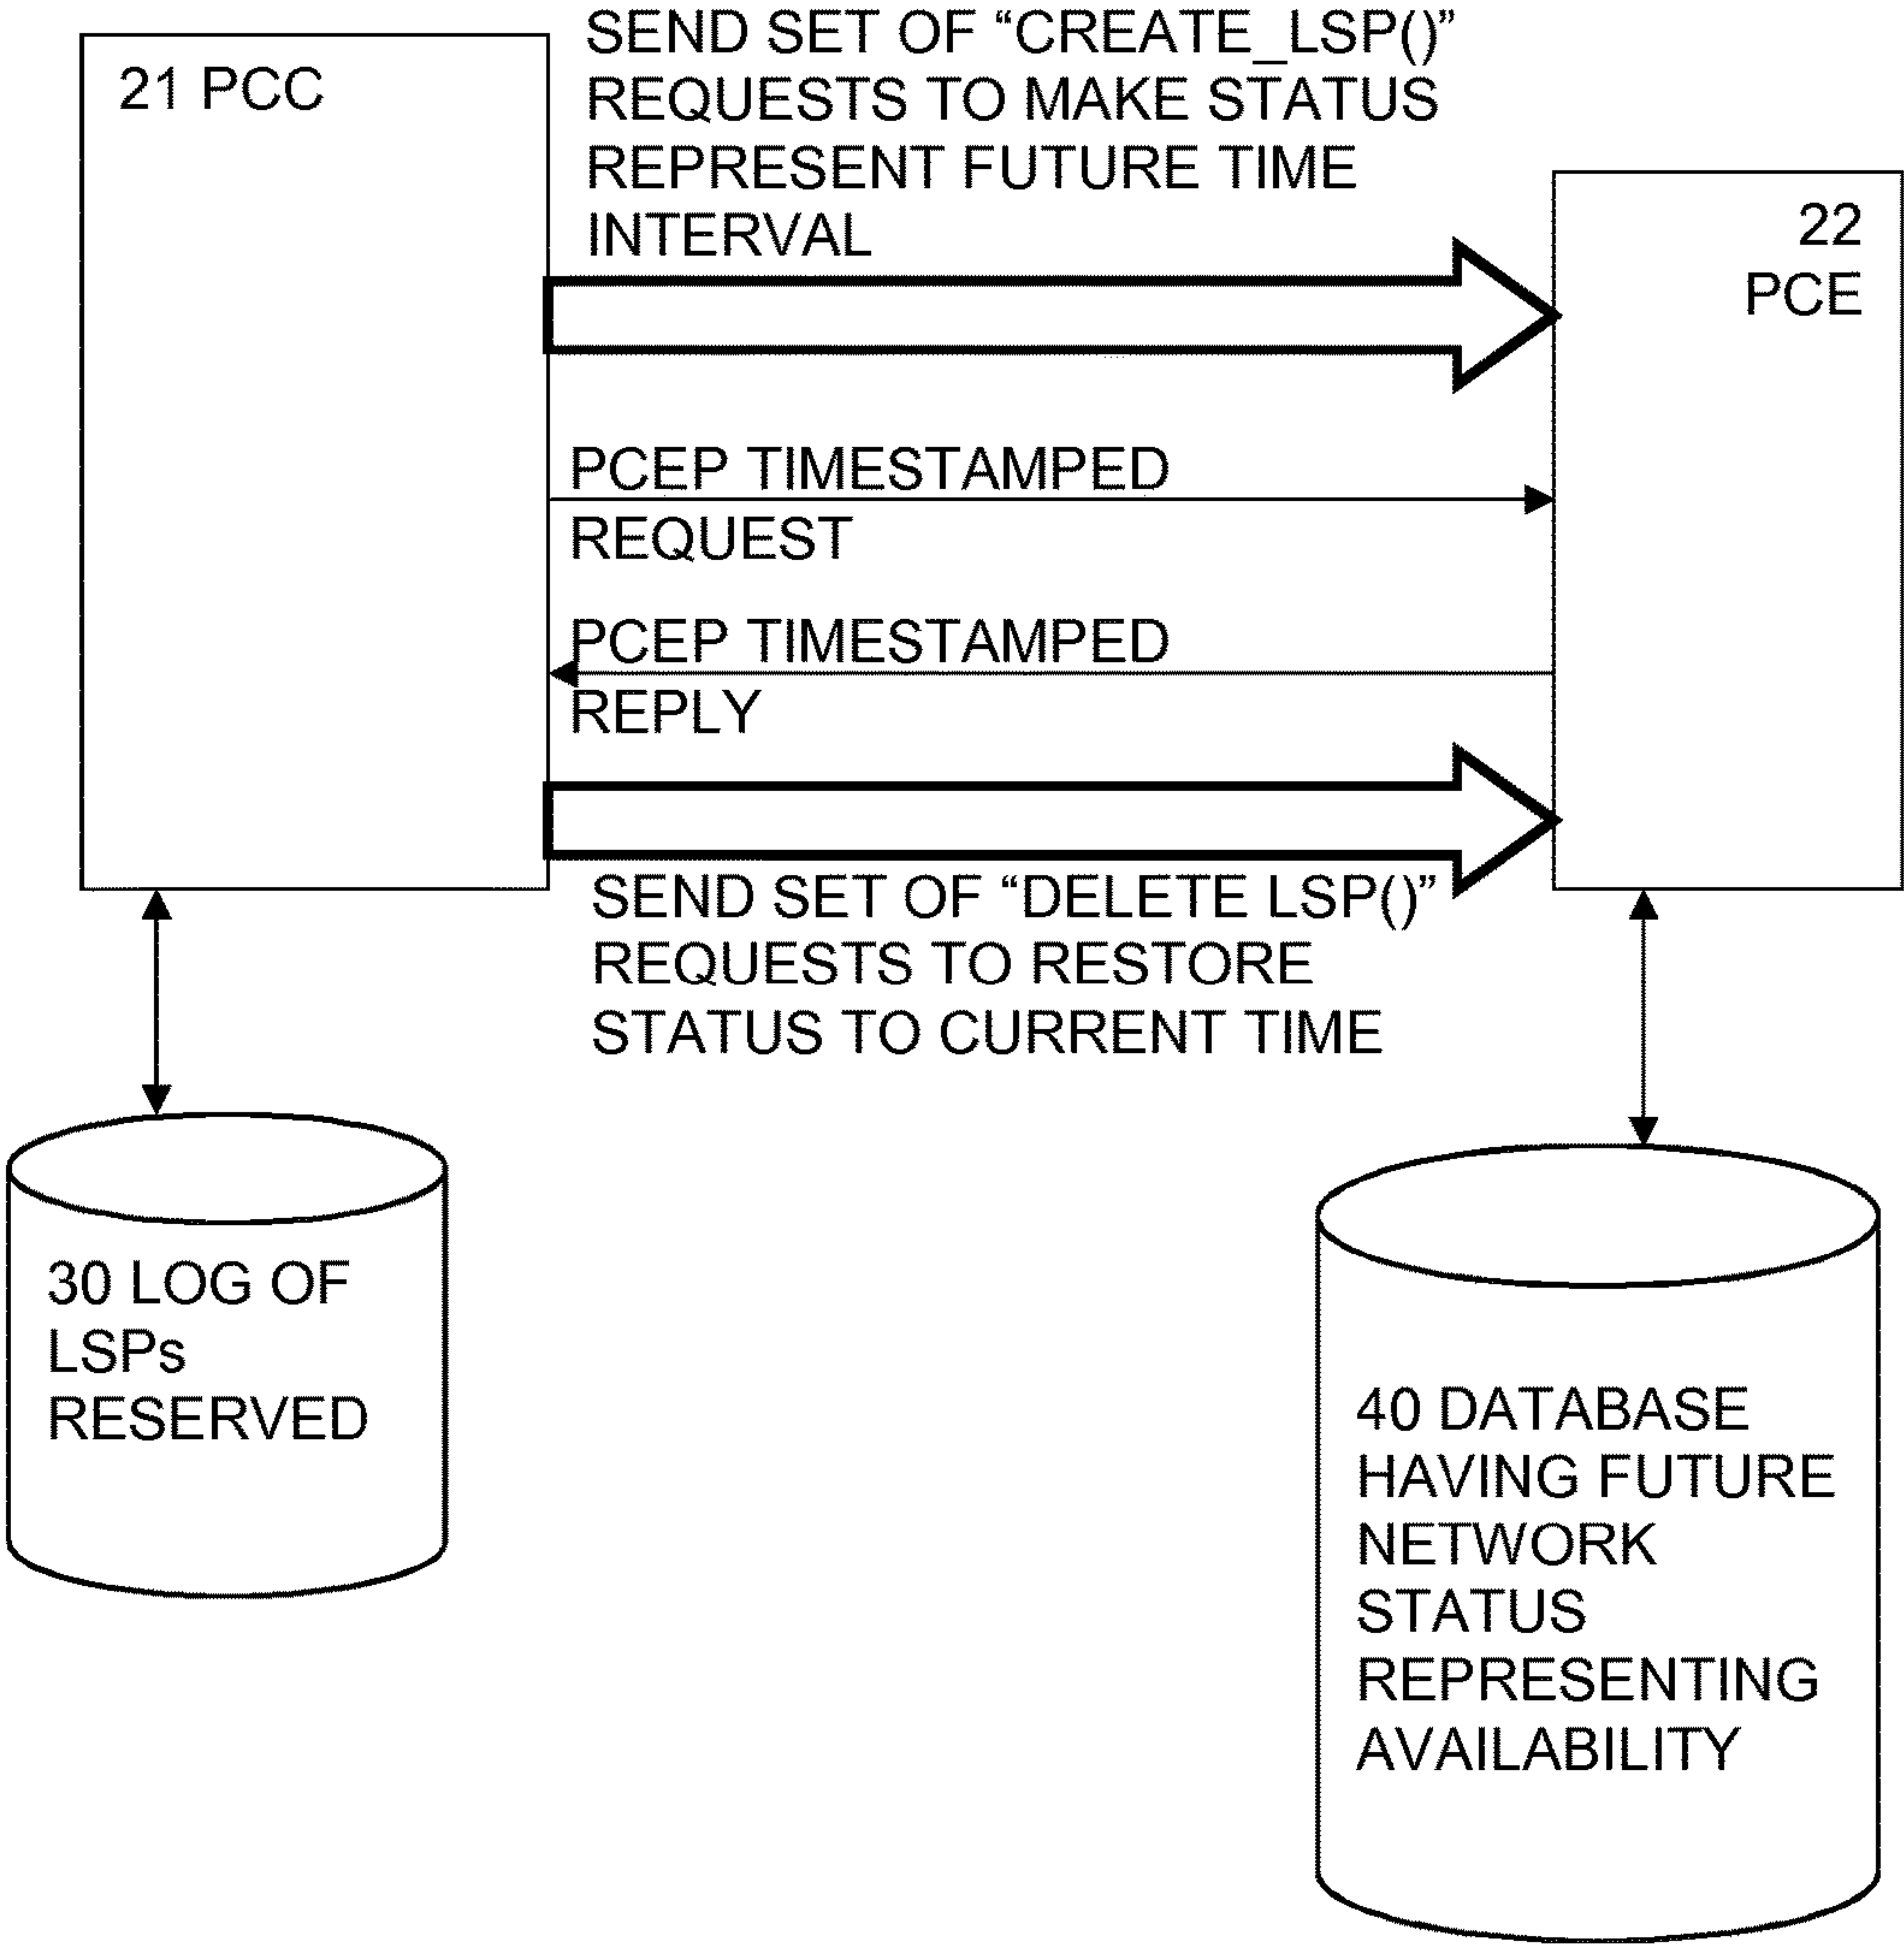 SEND SET OF “CREATE_LSP()”
REQUESTS TO MAKE STATUS
REPRESENT FUTURE TIME
INTERVAL
21 PCC
22
PCE
PCEP TIMESTAMPED
REQUEST
PCEP TIMESTAMPED
REPLY
SEND SET OF “DELETE LSP()”
REQUESTS TO RESTORE
STATUS TO CURRENT TIME
30 LOG OF
LSPs
RESERVED
40 DATABASE
HAVING FUTURE
NETWORK
STATUS
REPRESENTING
AVAILABILITY